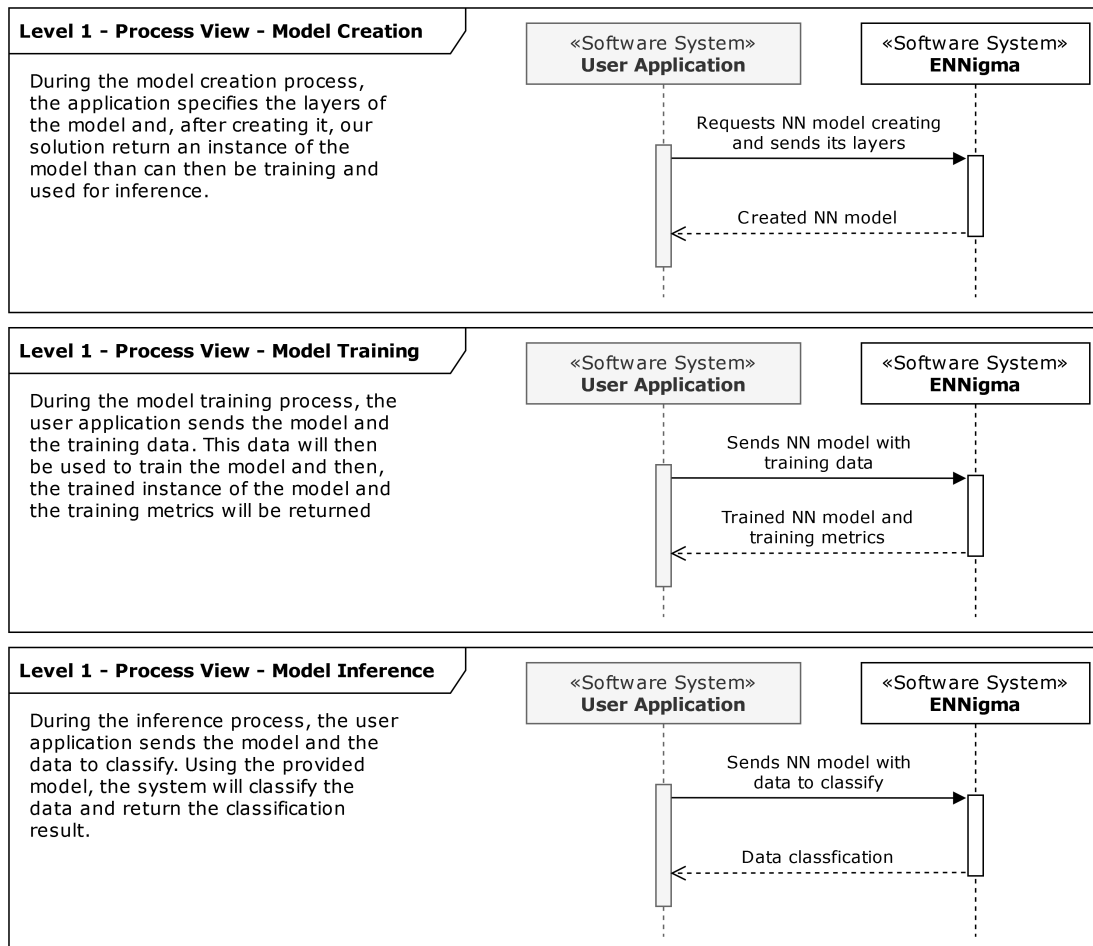 Level 1 - Process View - Model Creation
During the model creation process,
the application specifies the layers of
the model and, after creating it, our
solution return an instance of the
model than can then be training and
used for inference.
«Software System»
User Application
«Software System»
ENNigma
Requests NN model creating
and sends its layers
Created NN model
Level 1 - Process View - Model Training
During the model training process, the
user application sends the model and
the training data. This data will then
be used to train the model and then,
the trained instance of the model and
the training metrics will be returned
«Software System»
User Application
«Software System»
ENNigma
Sends NN model with
training data
Trained NN model and
training metrics
Level 1 - Process View - Model Inference
During the inference process, the user
application sends the model and the
data to classify. Using the provided
model, the system will classify the
data and return the classification
result.
«Software System»
User Application
«Software System»
ENNigma
Sends NN model with
data to classify
Data classfication